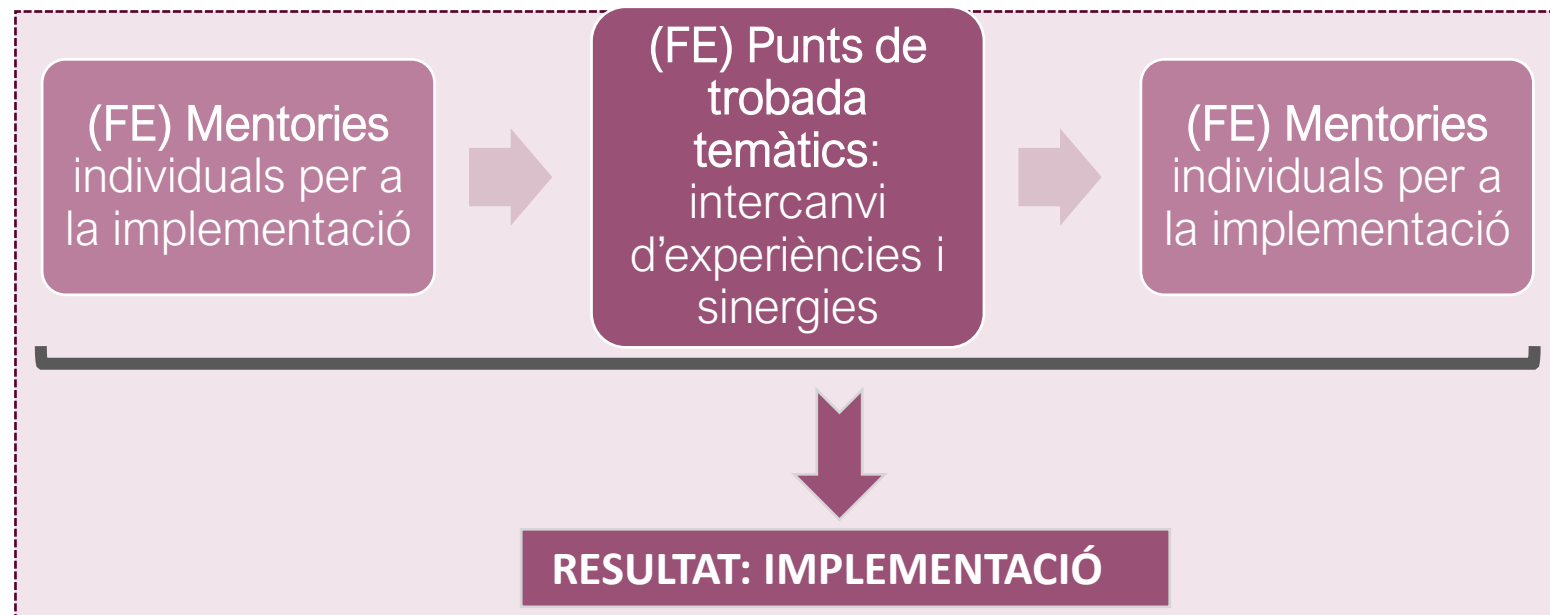 (FE) Mentories
individuals per a
la implementació
(FE) Punts de
trobada
temàtics:
intercanvi
d’experiències i
sinergies
(FE) Mentories
individuals per a
la implementació
RESULTAT: IMPLEMENTACIÓ